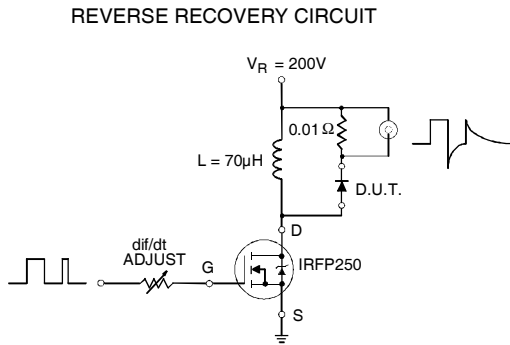 REVERSE RECOVERY CIRCUIT
V_R = 200V
0.01 Ω
L = 70μH
D.U.T.
D
dif/dt
ADJUST
G
IRFP250
S